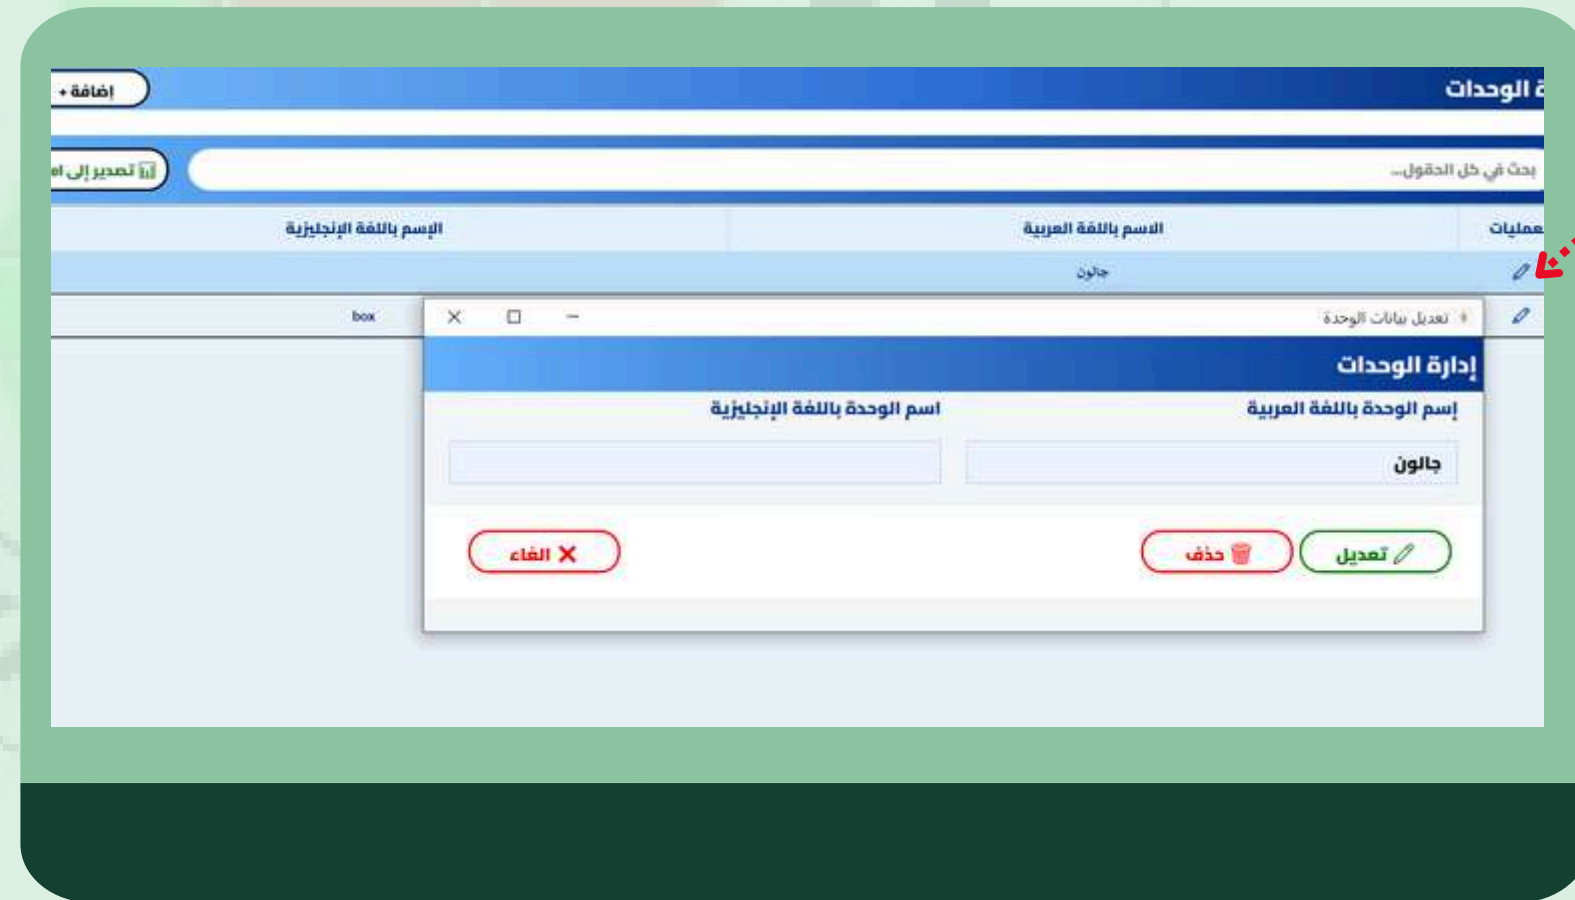 ة الوحدات
إضافة +
بحث في كل الحقول...
تصدير إلى
الاسم باللغة العربية
الإسم باللغة الإنجليزية
جالون
box
تعديل بيانات الوحدة
إدارة الوحدات
إسم الوحدة باللغة العربية
اسم الوحدة باللغة الإنجليزية
جالون
تعديل
حذف
الغاء